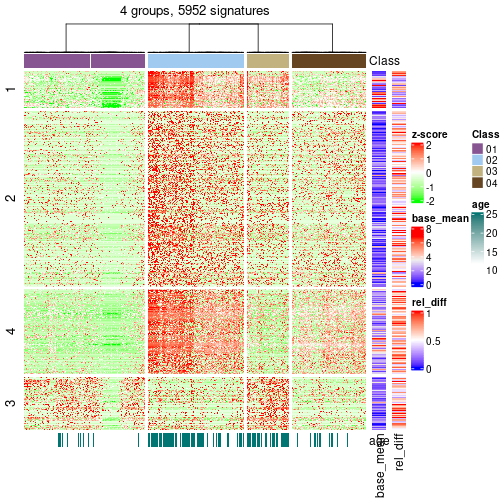 4 groups, 5952 signatures
Class
1
2
4
3
age
base_mean
rel_diff
z-score
2
1
0
-1
-2
base_mean
8
6
4
2
0
rel_diff
1
0.5
0
Class
01
02
03
04
age
25
20
15
10